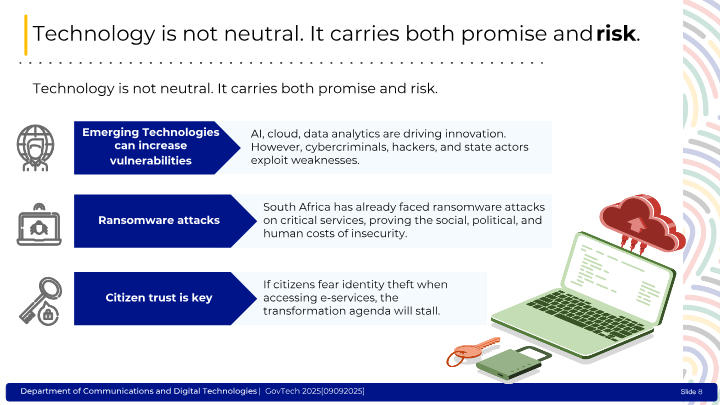 Technology is not neutral. It carries both promise and risk.
Technology is not neutral. It carries both promise and risk.
Emerging Technologies
can increase
vulnerabilities
AI, cloud, data analytics are driving innovation.
However, cybercriminals, hackers, and state actors
exploit weaknesses.
Ransomware attacks
South Africa has already faced ransomware attacks
on critical services, proving the social, political, and
human costs of insecurity.
Citizen trust is key
If citizens fear identity theft when
accessing e-services, the
transformation agenda will stall.
Department of Communications and Digital Technologies| GovTech 2025|09092025|
Slide 8